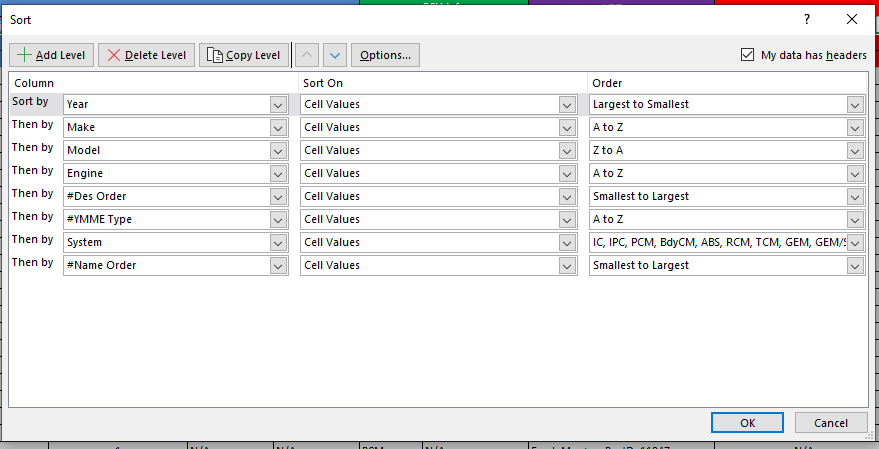 Sort
Add Level Delete Level Copy Level Options... My data has headers
Column Sort On Order
Sort by Year Cell Values Largest to Smallest
Then by Make Cell Values A to Z
Then by Model Cell Values Z to A
Then by Engine Cell Values A to Z
Then by #Des Order Cell Values Smallest to Largest
Then by #YMME Type Cell Values A to Z
Then by System Cell Values IC, IPC, PCM, BdyCM, ABS, RCM, TCM, GEM, GEM/S
Then by #Name Order Cell Values Smallest to Largest
OK Cancel